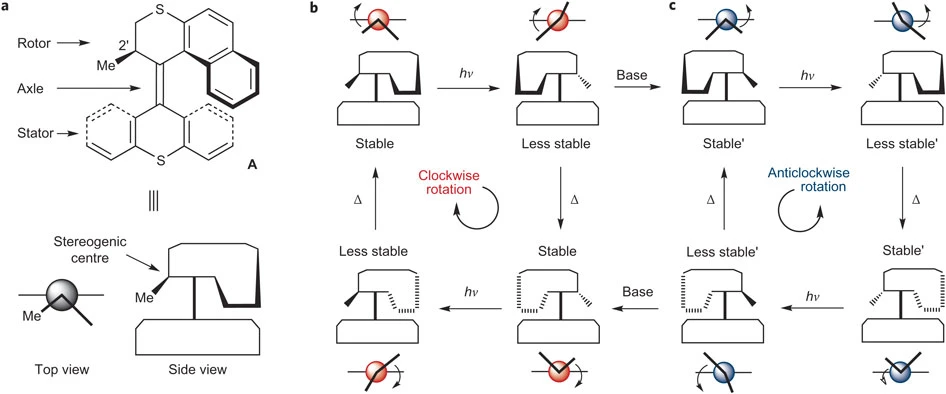 a
S
2'
Rotor
Me
Axle
Stator
S
A
Stereogenic
centre
Me
Me
Top view
Side view
b
hν
Base
Stable
Less stable
Clockwise
rotation
Δ
Δ
Less stable
Stable
hν
Base
c
hν
Stable'
Less stable'
Anticlockwise
rotation
Δ
Δ
Less stable'
Stable'
hν